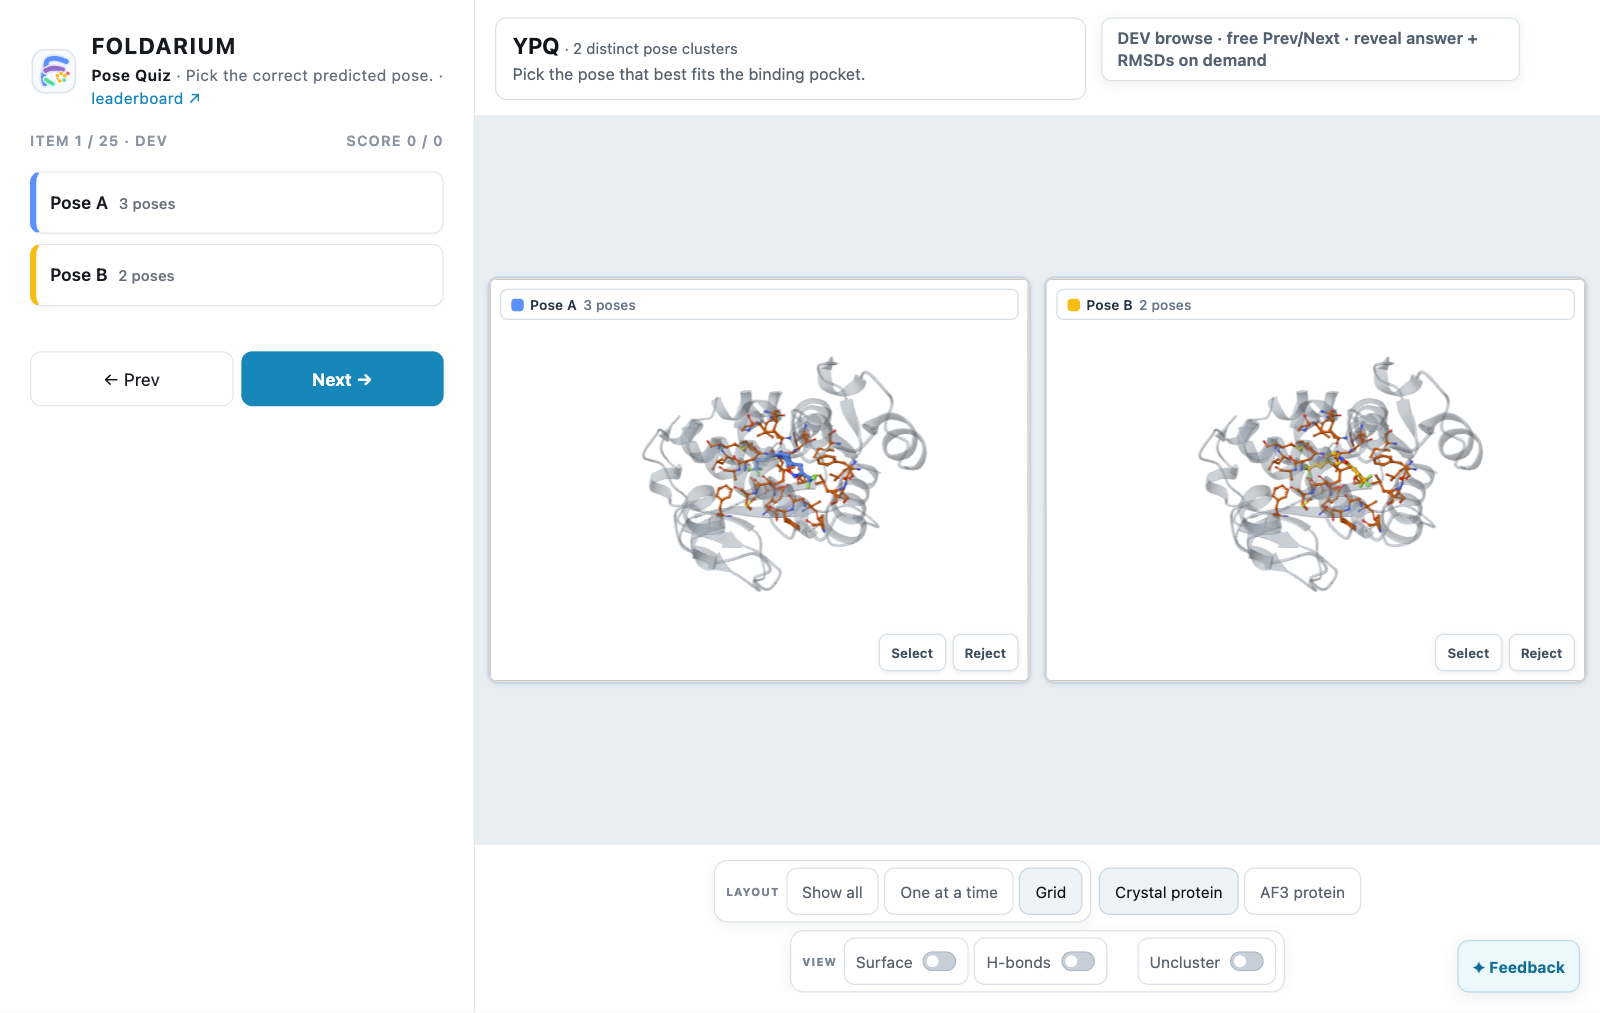 FOLDARIUM
Pose Quiz · Pick the correct predicted pose. ·
leaderboard ↗
ITEM 1 / 25 · DEV
SCORE 0 / 0
Pose A 3 poses
Pose B 2 poses
← Prev
Next →
YPQ · 2 distinct pose clusters
Pick the pose that best fits the binding pocket.
DEV browse · free Prev/Next · reveal answer +
RMSDs on demand
Pose A 3 poses
Select
Reject
Pose B 2 poses
Select
Reject
LAYOUT
Show all
One at a time
Grid
Crystal protein
AF3 protein
VIEW
Surface
H-bonds
Uncluster
✦ Feedback